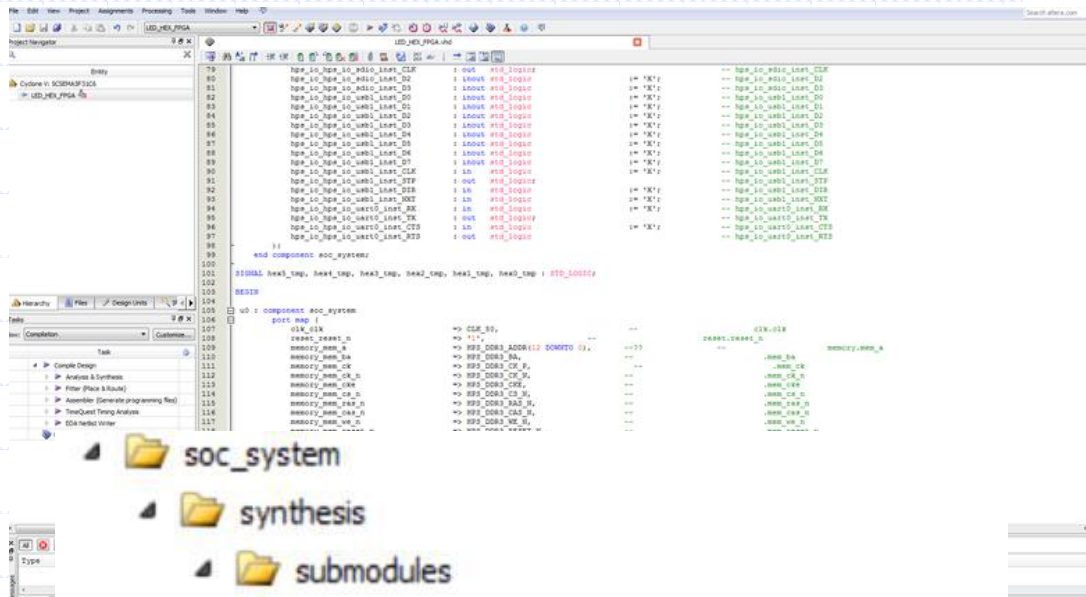 File Edit View Project Assignments Processing Tools Window Help
Search altera.com
LED_HEX_FPGA
Project Navigator
LED_HEX_FPGA.vhd
Entity
Cyclone V: 5CSEMA5F31C6
LED_HEX_FPGA
79 hps_io_hps_io_sdio_inst_CLK : out std_logic; -- hps_io_sdio_inst_CLK
80 hps_io_hps_io_sdio_inst_D2 : inout std_logic := 'X'; -- hps_io_sdio_inst_D2
81 hps_io_hps_io_sdio_inst_D3 : inout std_logic := 'X'; -- hps_io_sdio_inst_D3
82 hps_io_hps_io_usb1_inst_D0 : inout std_logic := 'X'; -- hps_io_usb1_inst_D0
83 hps_io_hps_io_usb1_inst_D1 : inout std_logic := 'X'; -- hps_io_usb1_inst_D1
84 hps_io_hps_io_usb1_inst_D2 : inout std_logic := 'X'; -- hps_io_usb1_inst_D2
85 hps_io_hps_io_usb1_inst_D3 : inout std_logic := 'X'; -- hps_io_usb1_inst_D3
86 hps_io_hps_io_usb1_inst_D4 : inout std_logic := 'X'; -- hps_io_usb1_inst_D4
87 hps_io_hps_io_usb1_inst_D5 : inout std_logic := 'X'; -- hps_io_usb1_inst_D5
88 hps_io_hps_io_usb1_inst_D6 : inout std_logic := 'X'; -- hps_io_usb1_inst_D6
89 hps_io_hps_io_usb1_inst_D7 : inout std_logic := 'X'; -- hps_io_usb1_inst_D7
90 hps_io_hps_io_usb1_inst_CLK : in std_logic := 'X'; -- hps_io_usb1_inst_CLK
91 hps_io_hps_io_usb1_inst_STP : out std_logic; -- hps_io_usb1_inst_STP
92 hps_io_hps_io_usb1_inst_DIR : in std_logic := 'X'; -- hps_io_usb1_inst_DIR
93 hps_io_hps_io_usb1_inst_NXT : in std_logic := 'X'; -- hps_io_usb1_inst_NXT
94 hps_io_hps_io_uart0_inst_RX : in std_logic := 'X'; -- hps_io_uart0_inst_RX
95 hps_io_hps_io_uart0_inst_TX : out std_logic; -- hps_io_uart0_inst_TX
96 hps_io_hps_io_uart0_inst_CTS : in std_logic := 'X'; -- hps_io_uart0_inst_CTS
97 hps_io_hps_io_uart0_inst_RTS : out std_logic -- hps_io_uart0_inst_RTS
98 );
99 end component soc_system;
100
101 SIGNAL hex5_tmp, hex4_tmp, hex3_tmp, hex2_tmp, hex1_tmp, hex0_tmp : STD_LOGIC;
102
103 BEGIN
104
105 u0 : component soc_system
106 port map (
107 clk_clk => CLK_50, -- clk.clk
108 reset_reset_n => '1', -- reset.reset_n
109 memory_mem_a => HPS_DDR3_ADDR(12 DOWNTO 0), --?? -- memory.mem_a
110 memory_mem_ba => HPS_DDR3_BA, -- .mem_ba
111 memory_mem_ck => HPS_DDR3_CK_P, -- .mem_ck
112 memory_mem_ck_n => HPS_DDR3_CK_N, -- .mem_ck_n
113 memory_mem_cke => HPS_DDR3_CKE, -- .mem_cke
114 memory_mem_cs_n => HPS_DDR3_CS_N, -- .mem_cs_n
115 memory_mem_ras_n => HPS_DDR3_RAS_N, -- .mem_ras_n
116 memory_mem_cas_n => HPS_DDR3_CAS_N, -- .mem_cas_n
117 memory_mem_we_n => HPS_DDR3_WE_N, -- .mem_we_n
Hierarchy Files Design Units
Tasks
Compilation Customize...
Task
Compile Design
Analysis & Synthesis
Fitter (Place & Route)
Assembler (Generate programming files)
TimeQuest Timing Analysis
EDA Netlist Writer
soc_system
synthesis
submodules
All
Type